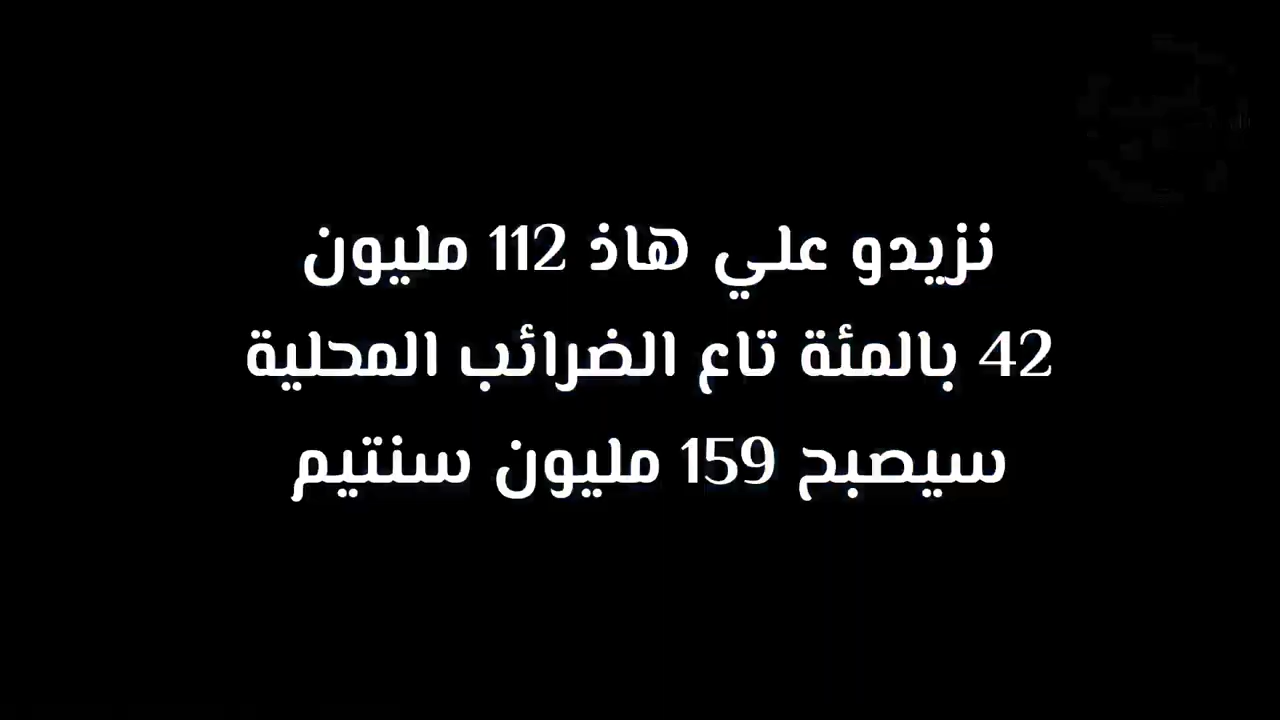 نزيدو علي هاذ 112 مليون
42 بالمئة تاع الضرائب المحلية
سيصبح 159 مليون سنتيم